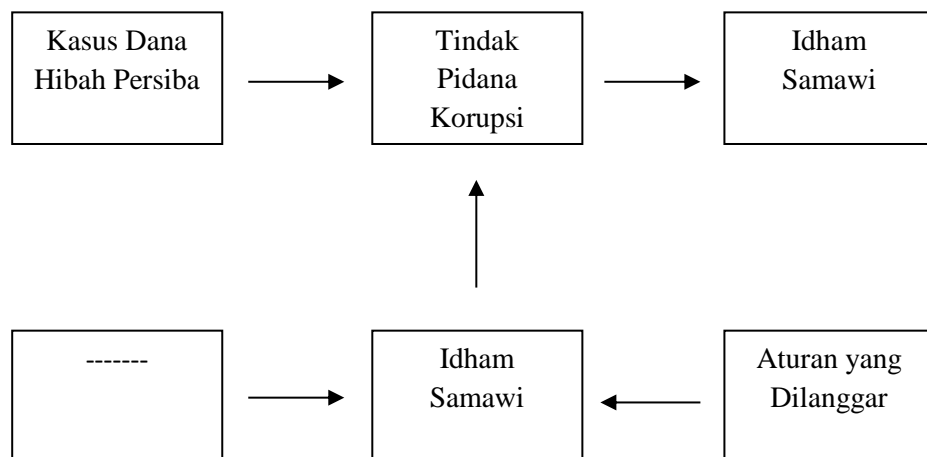 Kasus Dana
Hibah Persiba
Tindak
Pidana
Korupsi
Idham
Samawi
-------
Idham
Samawi
Aturan yang
Dilanggar